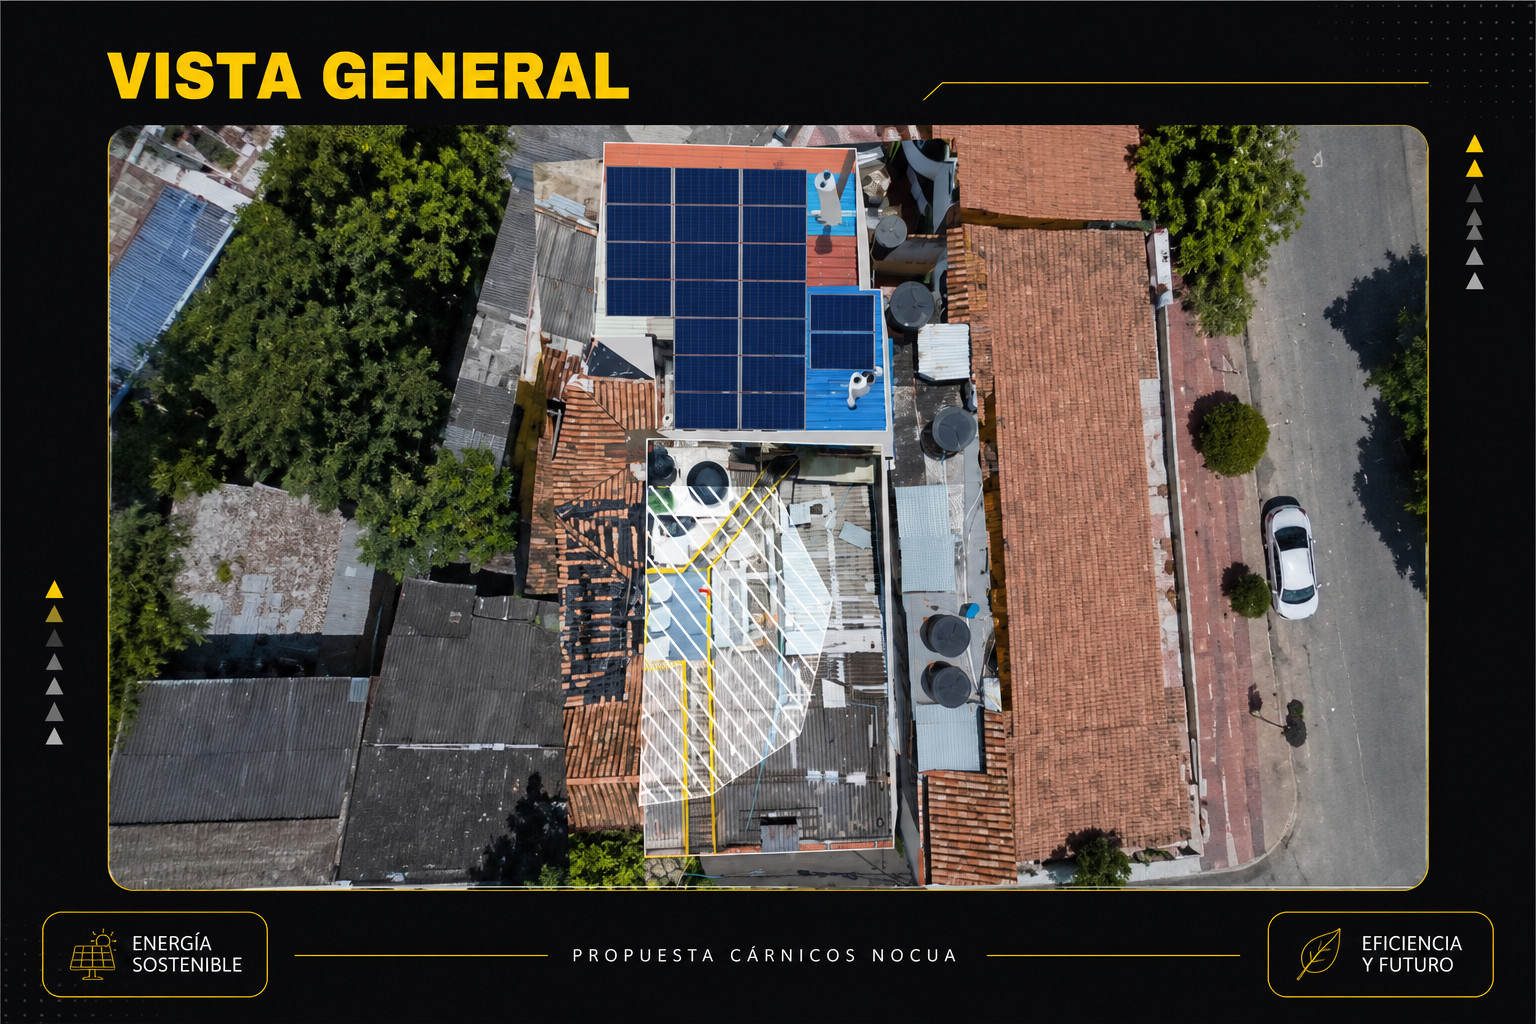 VISTA GENERAL
ENERGÍA
SOSTENIBLE
PROPUESTA CÁRNICOS NOCUA
EFICIENCIA
Y FUTURO